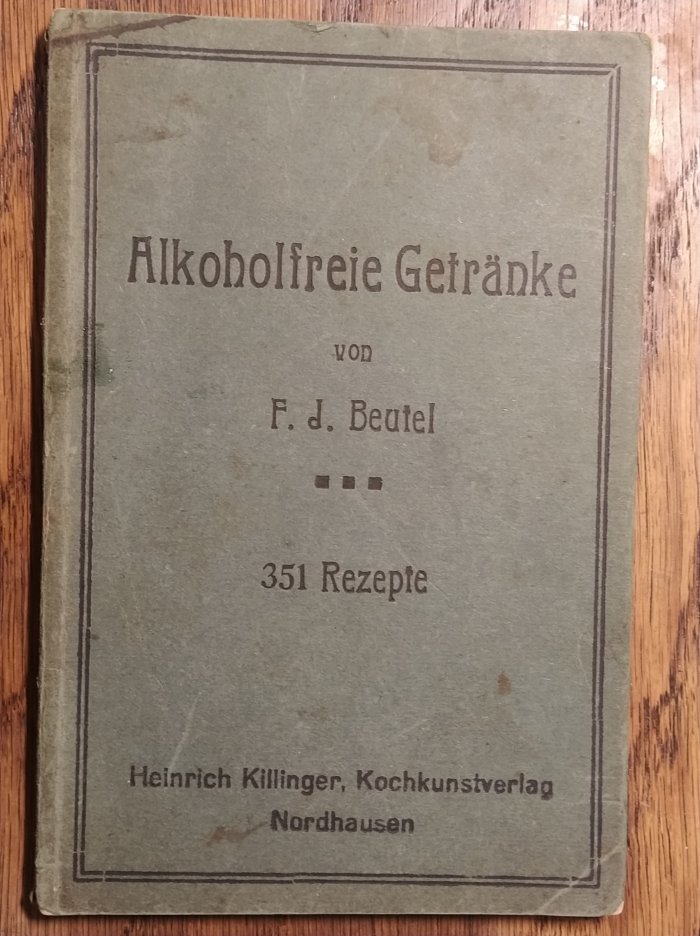 Alkoholfreie Getränke
von
F. J. Beutel
351 Rezepte
Heinrich Killinger, Kochkunstverlag
Nordhausen